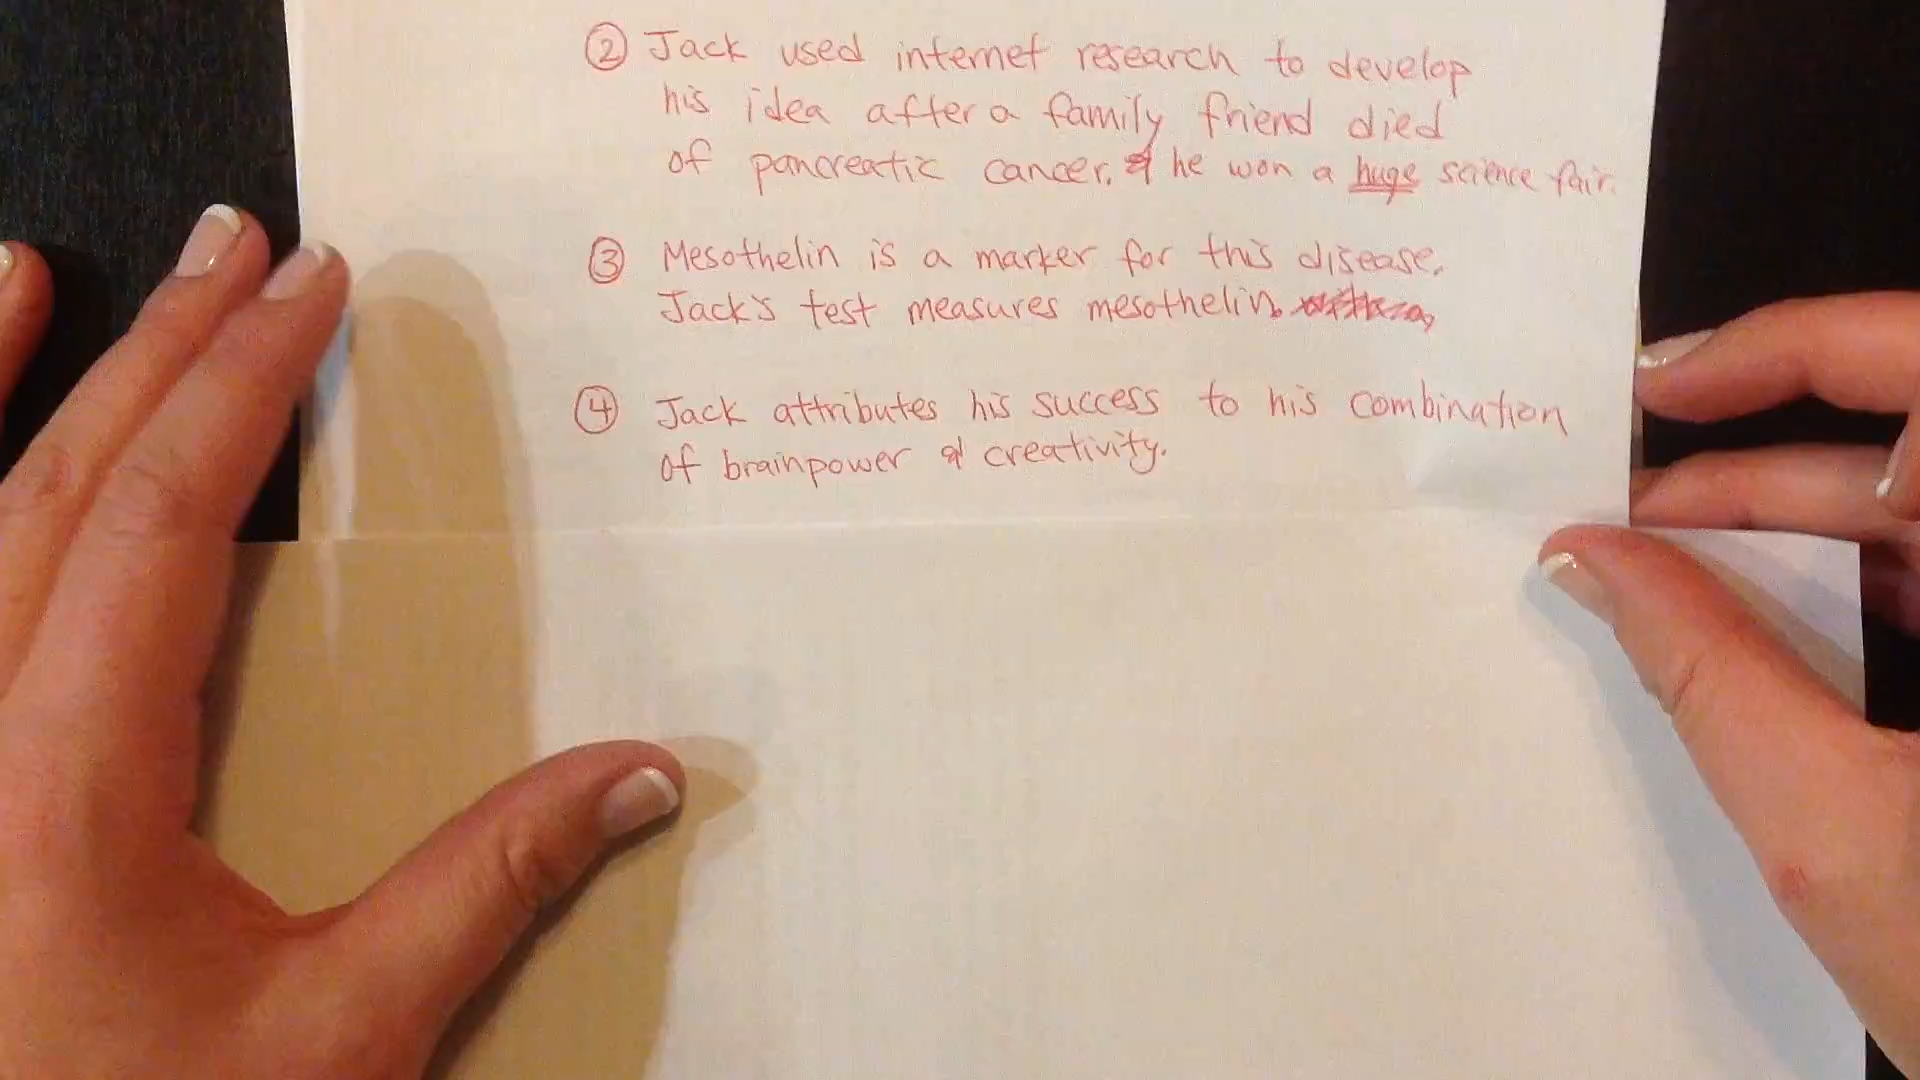 ② Jack used internet research to develop
his idea after a family friend died
of pancreatic cancer. & he won a huge science fair.
③ Mesothelin is a marker for this disease.
Jack's test measures mesothelin.
④ Jack attributes his success to his combination
of brainpower & creativity.